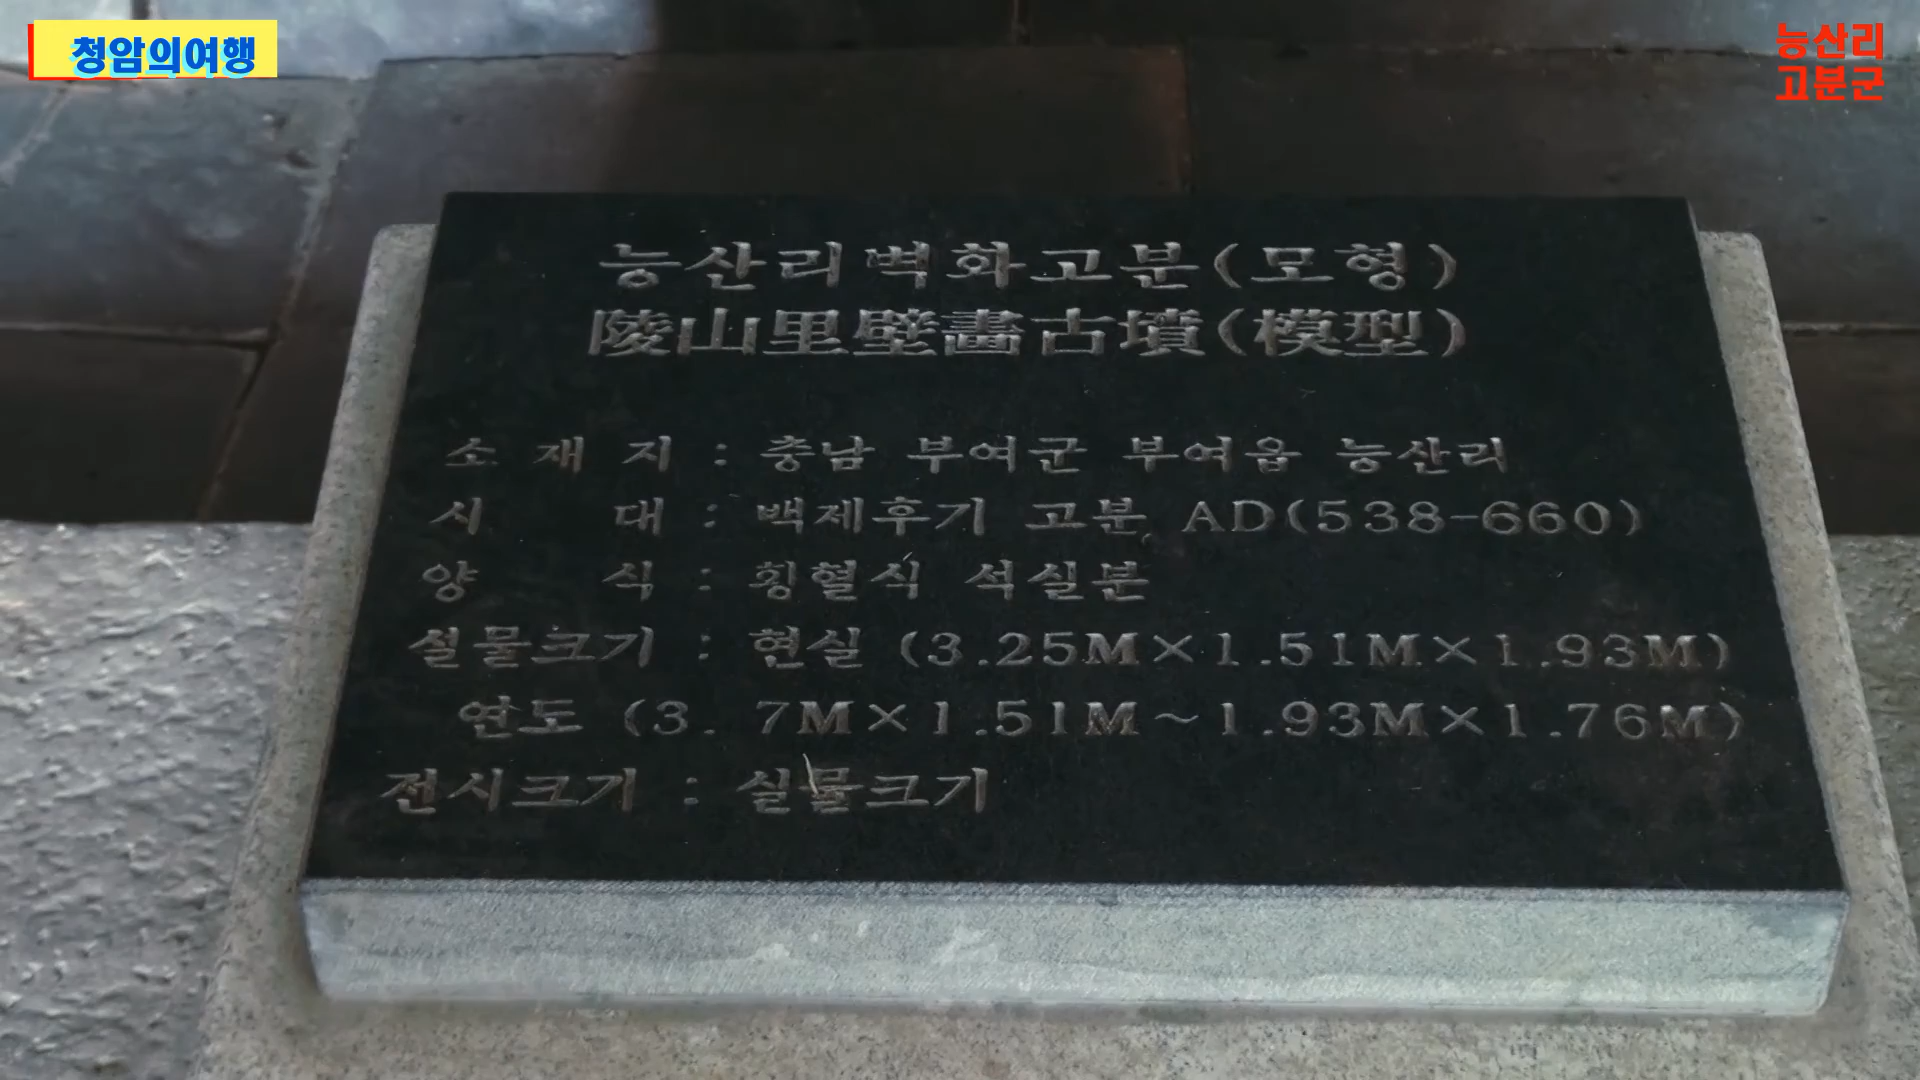 청암의여행
능산리
고분군
능산리벽화고분(모형)
陵山里壁畵古墳(模型)
소 재 지 : 충남 부여군 부여읍 능산리
시 대 : 백제후기 고분 AD(538-660)
양 식 : 횡혈식 석실분
실물크기 : 현실 (3.25M×1.51M×1.93M)
연도 (3. 7M×1.51M~1.93M×1.76M)
전시크기 : 실물크기